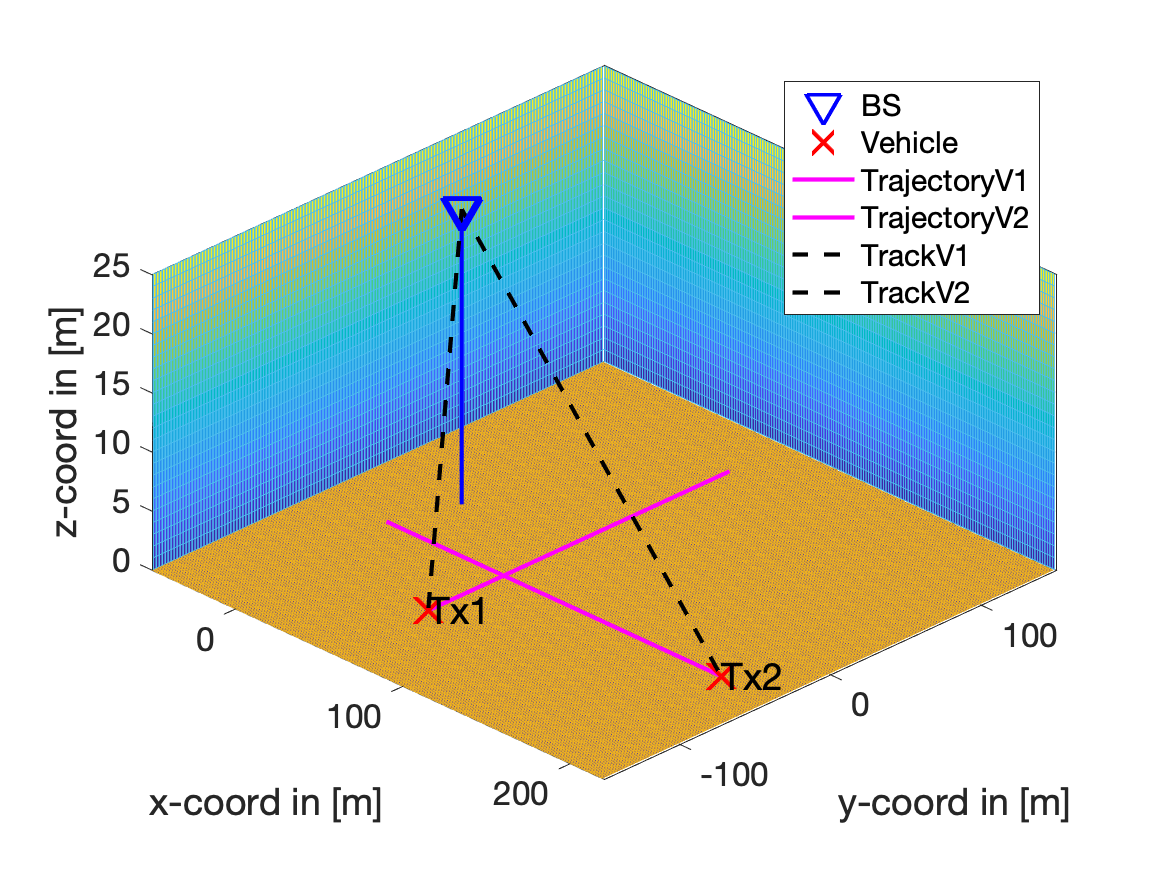 BS
Vehicle
TrajectoryV1
TrajectoryV2
TrackV1
TrackV2
25
20
15
10
5
0
z-coord in [m]
Tx1
Tx2
0
100
200
x-coord in [m]
100
0
-100
y-coord in [m]